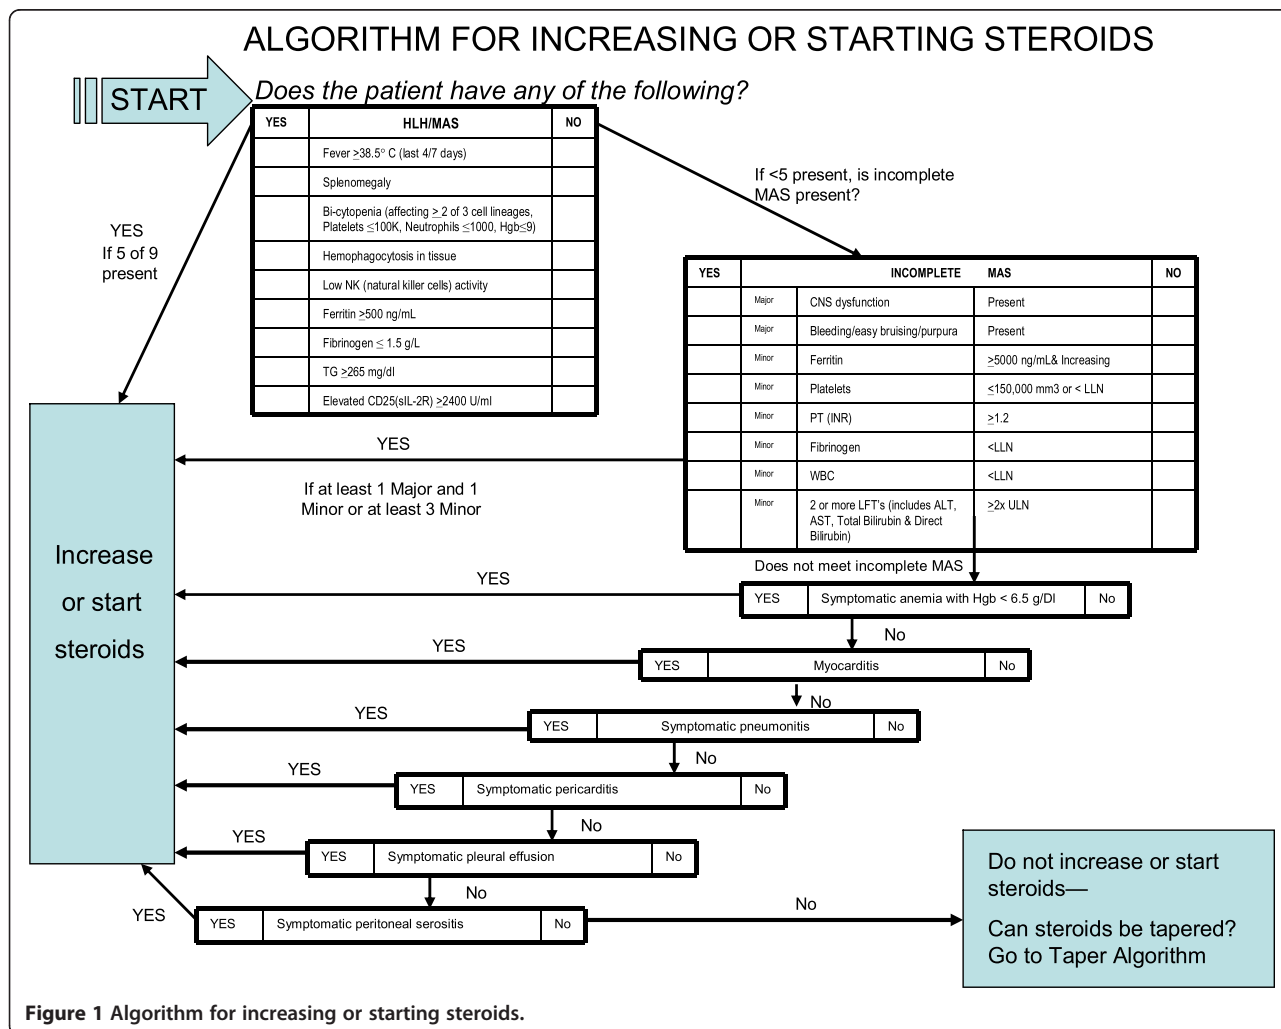 ALGORITHM FOR INCREASING OR STARTING STEROIDS
START
Does the patient have any of the following?
YES HLH/MAS NO
Fever ≥38.5° C (last 4/7 days)
Splenomegaly
Bi-cytopenia (affecting ≥ 2 of 3 cell lineages,
Platelets ≤100K, Neutrophils ≤1000, Hgb≤9)
Hemophagocytosis in tissue
Low NK (natural killer cells) activity
Ferritin ≥500 ng/mL
Fibrinogen ≤ 1.5 g/L
TG ≥265 mg/dl
Elevated CD25(sIL-2R) ≥2400 U/ml
YES
If 5 of 9
present
If <5 present, is incomplete
MAS present?
YES INCOMPLETE MAS NO
Major CNS dysfunction Present
Major Bleeding/easy bruising/purpura Present
Minor Ferritin ≥5000 ng/mL& Increasing
Minor Platelets ≤150,000 mm3 or < LLN
Minor PT (INR) ≥1.2
Minor Fibrinogen <LLN
Minor WBC <LLN
Minor 2 or more LFT's (includes ALT, ≥2x ULN
AST, Total Bilirubin & Direct
Bilirubin)
YES
If at least 1 Major and 1
Minor or at least 3 Minor
Increase
or start
steroids
Does not meet incomplete MAS
YES
YES Symptomatic anemia with Hgb < 6.5 g/Dl No
No
YES
YES Myocarditis No
No
YES
YES Symptomatic pneumonitis No
No
YES
YES Symptomatic pericarditis No
No
YES
YES Symptomatic pleural effusion No
No
YES
YES Symptomatic peritoneal serositis No
No
Do not increase or start
steroids—
Can steroids be tapered?
Go to Taper Algorithm
Figure 1 Algorithm for increasing or starting steroids.